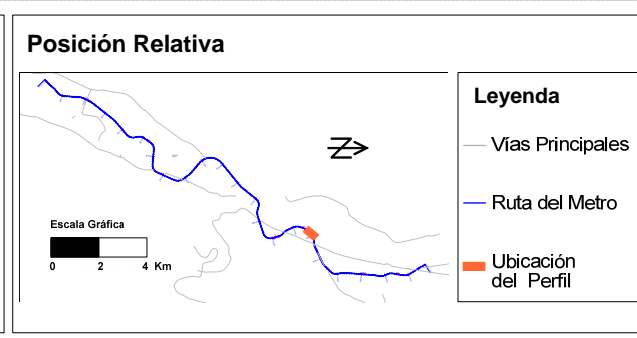 Posición Relativa
Z
Escala Gráfica
0 2 4 Km
Leyenda
Vías Principales
Ruta del Metro
Ubicación
del Perfil